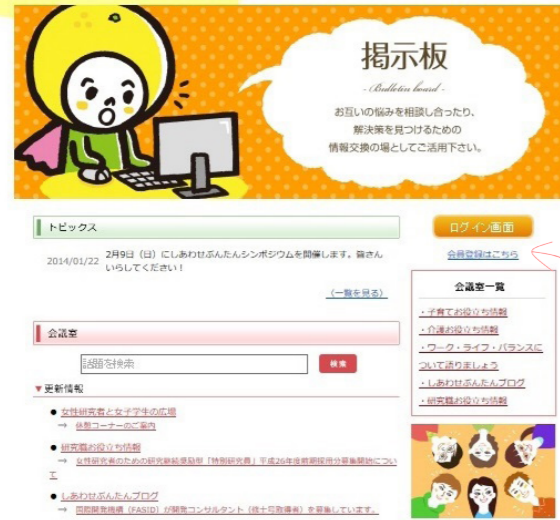 掲示板
- Bulletin board -
お互いの悩みを相談し合ったり、
解決策を見つけるための
情報交換の場としてご活用下さい。
トピックス
2014/01/22 2月9日（日）にしあわせぶんたんシンポジウムを開催します。皆さん
いらしてください！
（一覧を見る）
会議室
話題を検索
検索
▼更新情報
● 女性研究者と女子学生の広場
→ 休憩コーナーのご案内
● 研究職お役立ち情報
→ 女性研究者のための研究継続奨励型「特別研究員」平成26年度前期採用分募集開始につい
て
● しあわせぶんたんブログ
→ 国際開発機構（FASID）が開発コンサルタント（修士号取得者）を募集しています。
ログイン画面
会員登録はこちら
会議室一覧
・子育てお役立ち情報
・介護お役立ち情報
・ワーク・ライフ・バランスに
ついて語りましょう
・しあわせぶんたんブログ
・研究職お役立ち情報